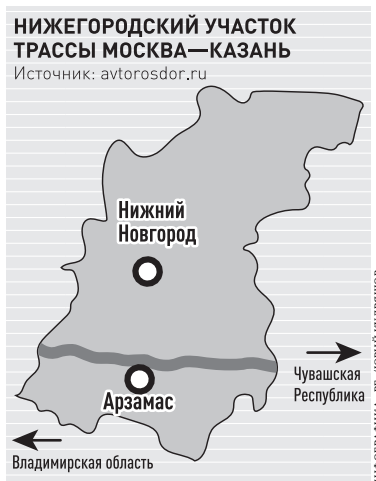 НИЖЕГОРОДСКИЙ УЧАСТОК
ТРАССЫ МОСКВА—КАЗАНЬ
Источник: avtorosdor.ru
Нижний
Новгород
Чувашская
Республика
Арзамас
Владимирская область